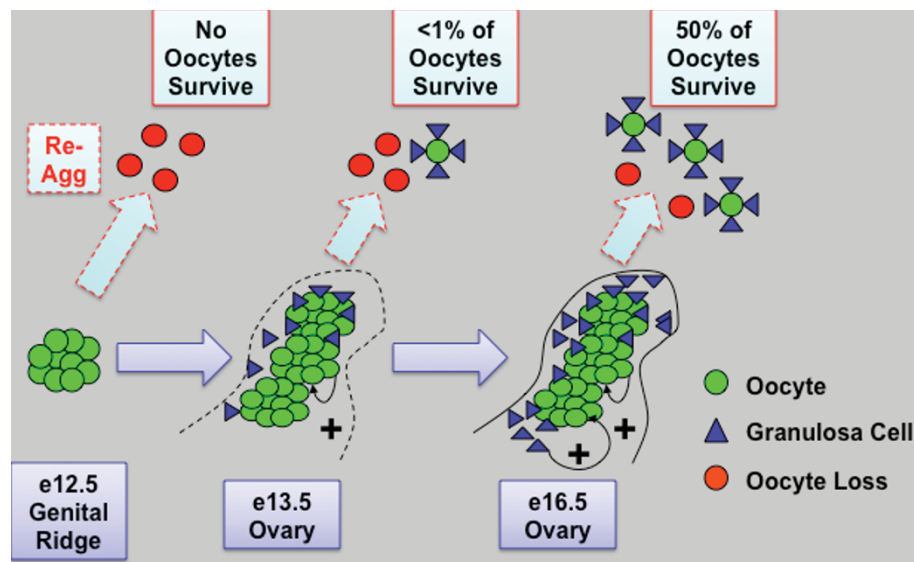 No
Oocytes
Survive
<1% of
Oocytes
Survive
50% of
Oocytes
Survive
Re-
Agg
+
+
+
Oocyte
Granulosa Cell
Oocyte Loss
e12.5
Genital
Ridge
e13.5
Ovary
e16.5
Ovary